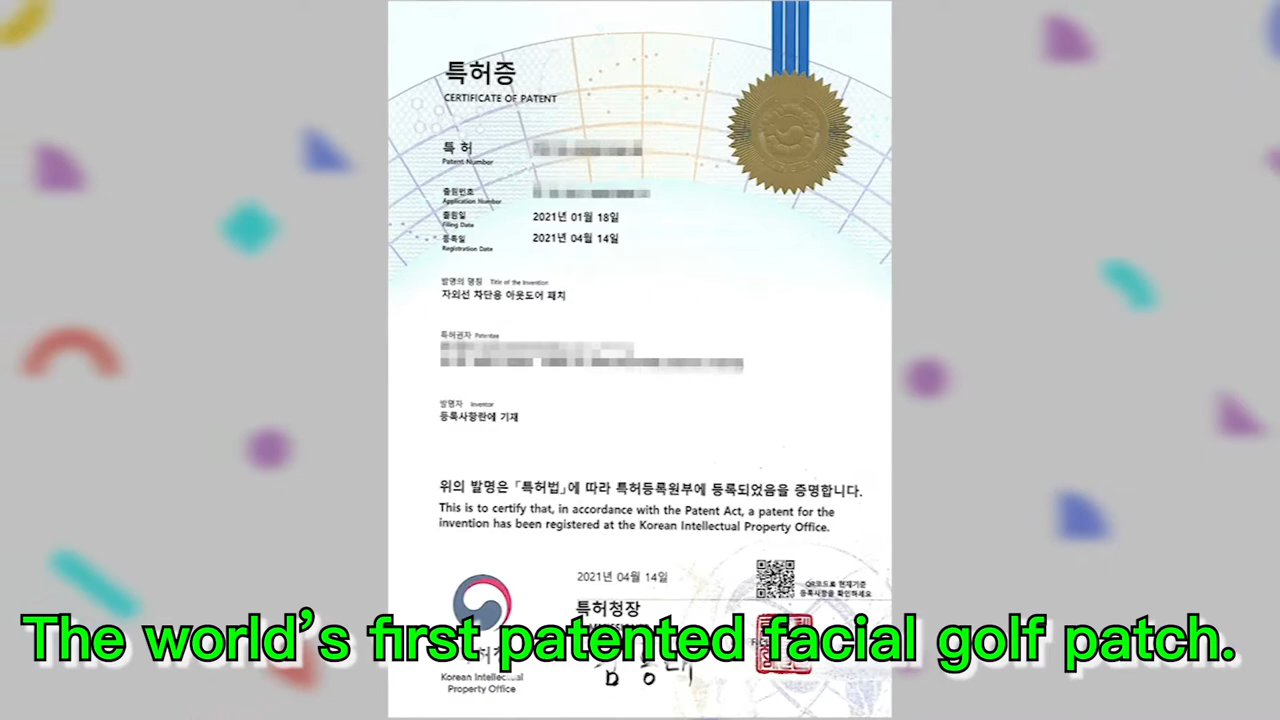 특허증
CERTIFICATE OF PATENT
특 허
Patent Number
출원번호
Application Number
출원일
Filing Date
2021년 01월 18일
등록일
Registration Date
2021년 04월 14일
발명의 명칭 Title of the Invention
자외선 차단용 아웃도어 패치
특허권자 Patentee
발명자 Inventor
등록사항란에 기재
위의 발명은 「특허법」에 따라 특허등록원부에 등록되었음을 증명합니다.
This is to certify that, in accordance with the Patent Act, a patent for the
invention has been registered at the Korean Intellectual Property Office.
2021년 04월 14일
QR코드로 현재기준
등록사항을 확인하세요
특허청장
The world’s first patented facial golf patch.
Korean Intellectual
Property Office